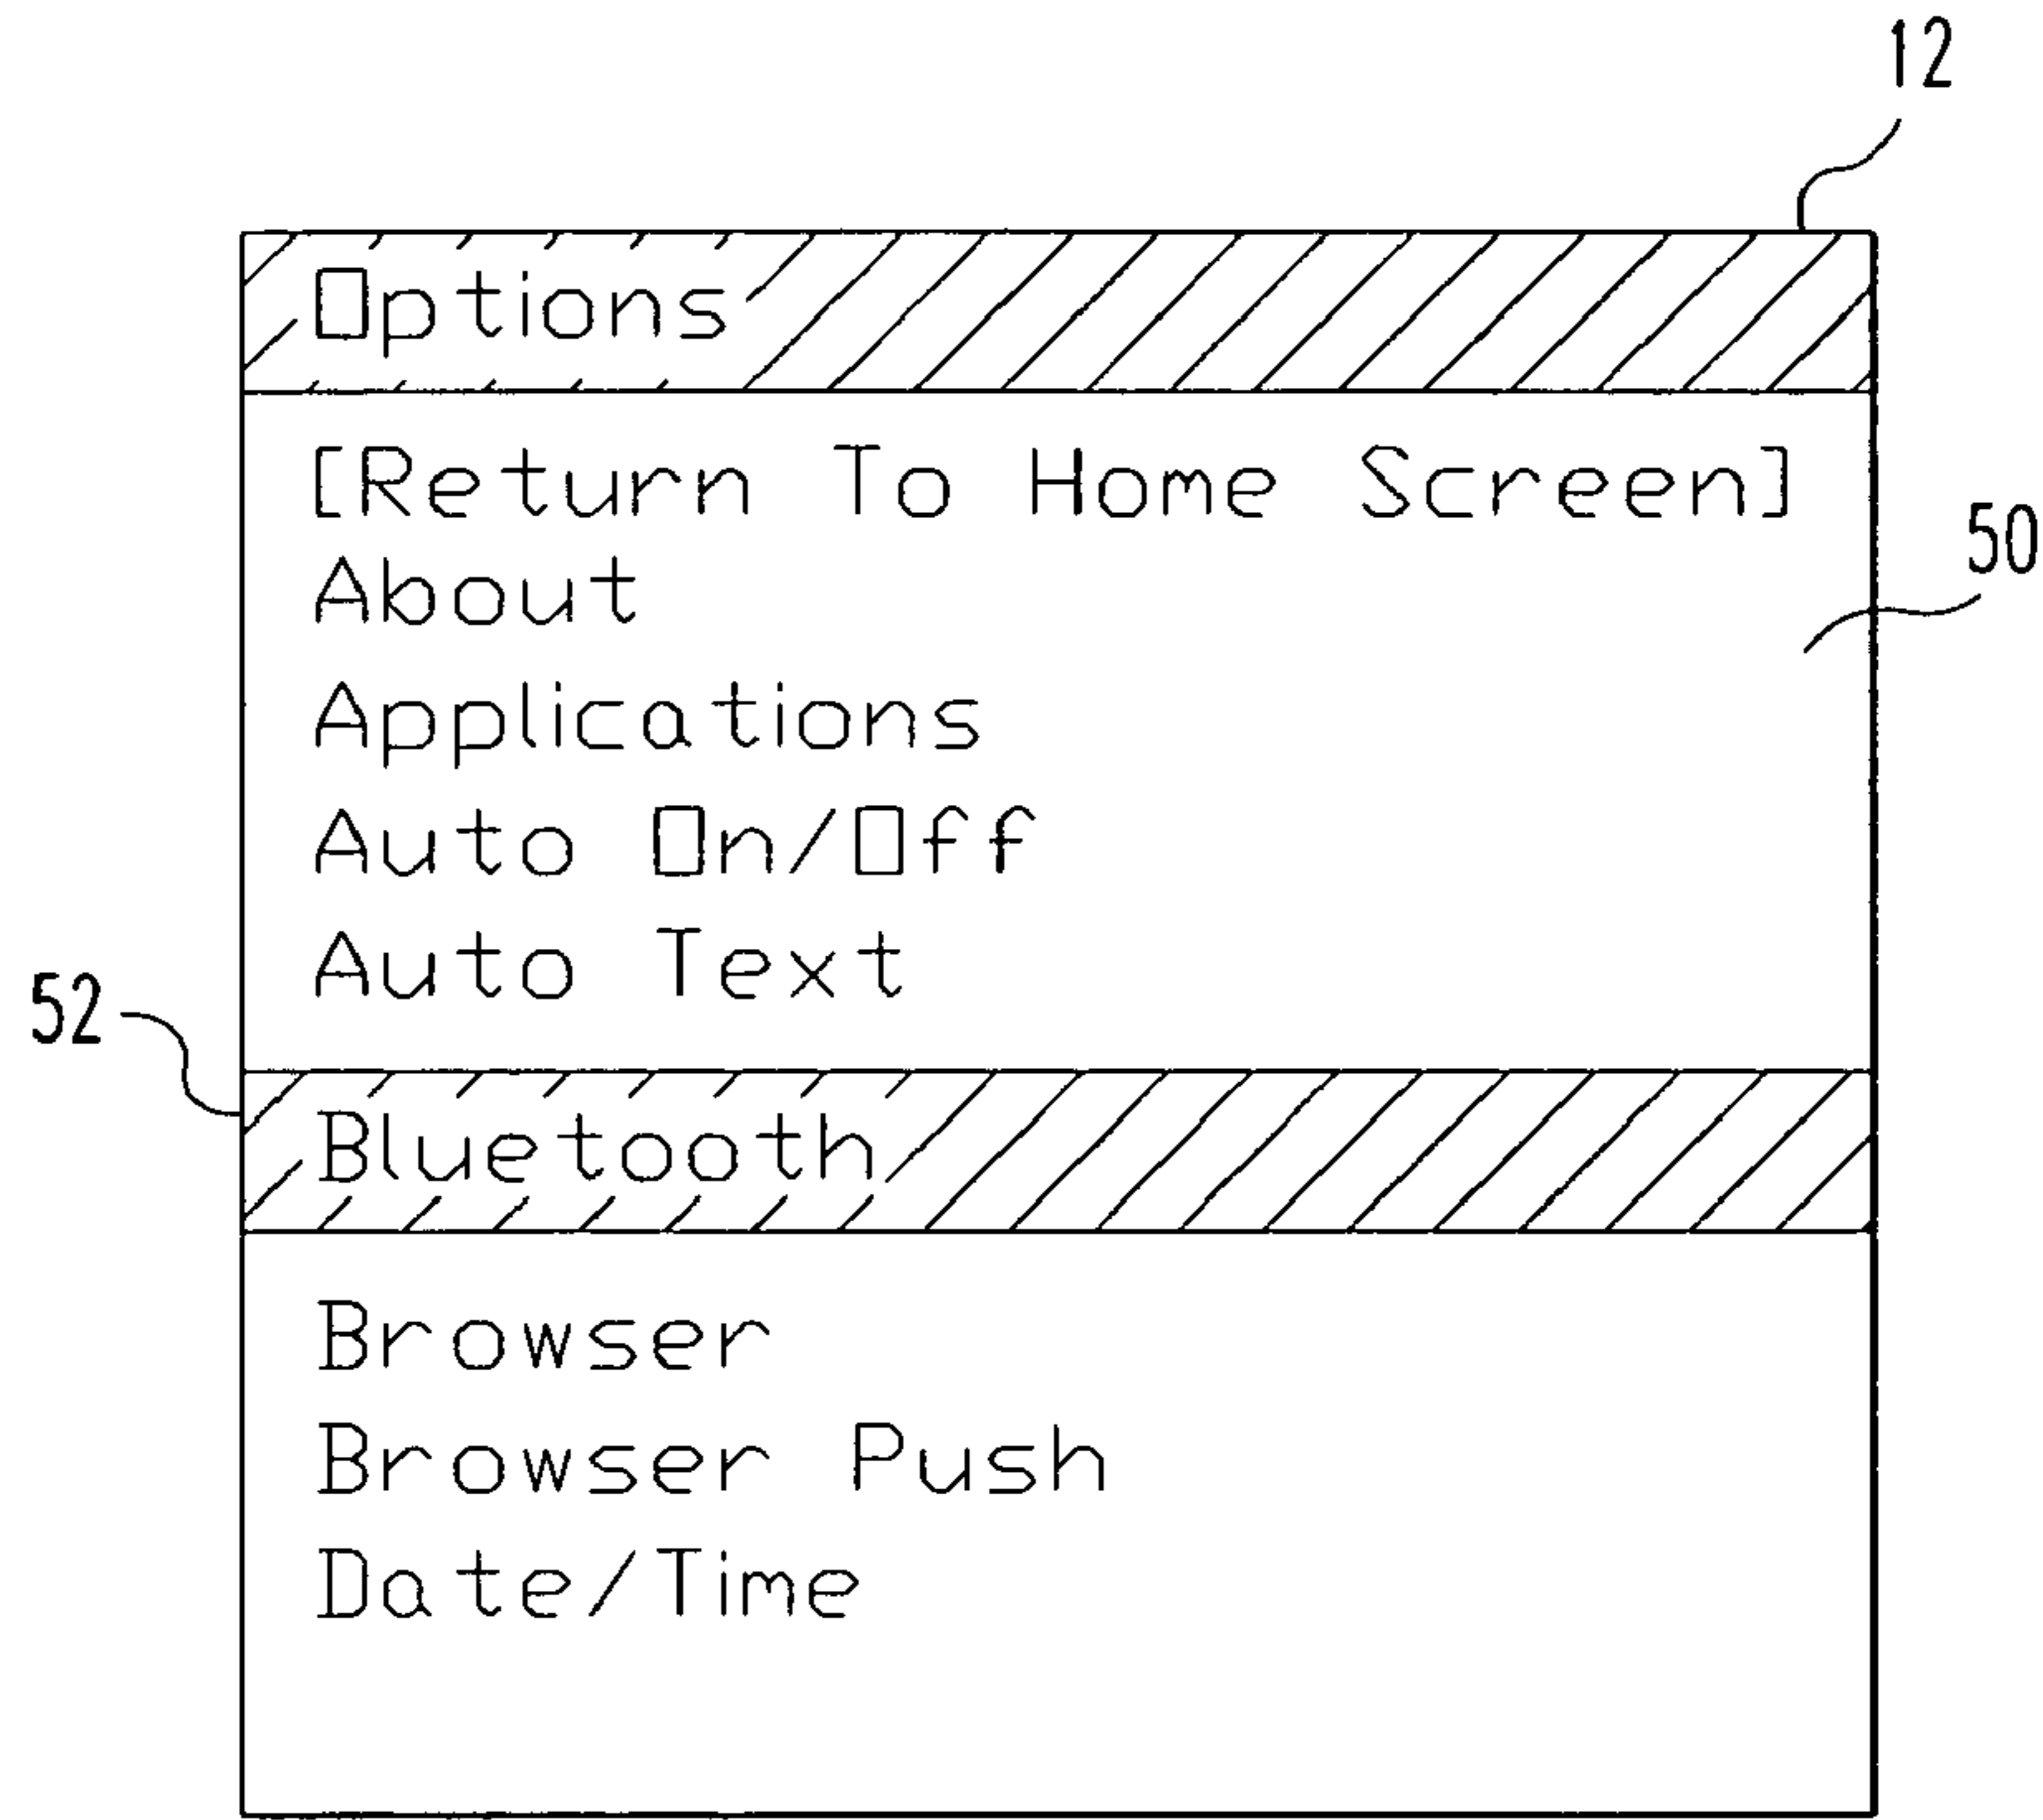 12
Options
[Return To Home Screen]
50
About
Applications
Auto On/Off
Auto Text
52
Bluetooth
Browser
Browser Push
Date/Time